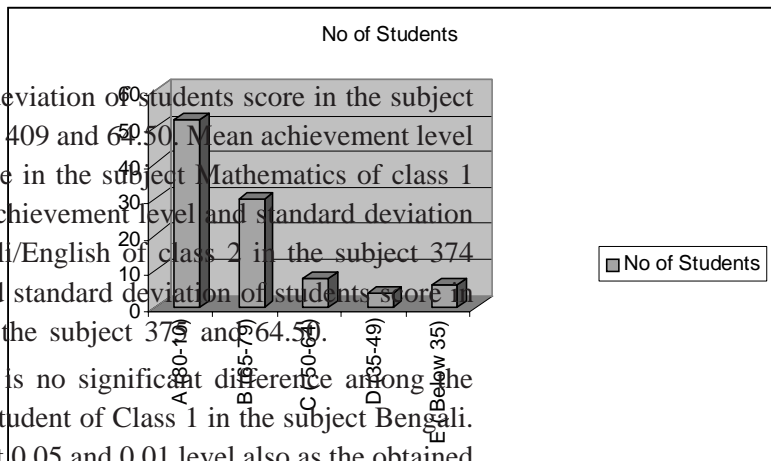 No of Students
60
50
40
30
20
10
0
eviation of students score in the subject
409 and 64.50. Mean achievement level
e in the subject Mathematics of class 1
chievement level and standard deviation
li/English of class 2 in the subject 374
d standard deviation of students score in
the subject 375 and 64.50.
is no significant difference among the
tudent of Class 1 in the subject Bengali.
t 0.05 and 0.01 level also as the obtained
A (80-10)
B (65-79)
C (50-64)
D (35-49)
E (Below 35)
No of Students